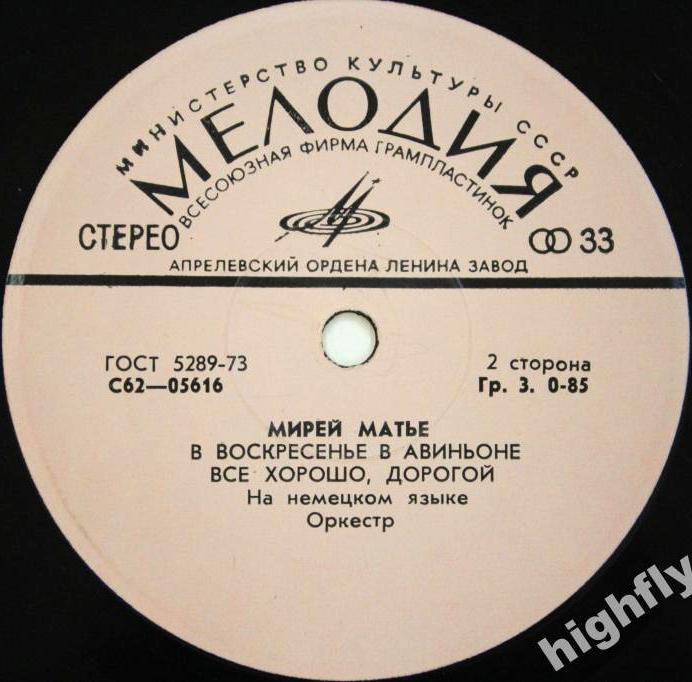 МИНИСТЕРСТВО КУЛЬТУРЫ СССР
МЕЛОДИЯ
ВСЕСОЮЗНАЯ ФИРМА ГРАМПЛАСТИНОК
СТЕРЕО
33
АПРЕЛЕВСКИЙ ОРДЕНА ЛЕНИНА ЗАВОД
ГОСТ 5289-73
2 сторона
С62—05616
Гр. 3. 0-85
МИРЕЙ МАТЬЕ
В ВОСКРЕСЕНЬЕ В АВИНЬОНЕ
ВСЕ ХОРОШО, ДОРОГОЙ
На немецком языке
Оркестр
highfly